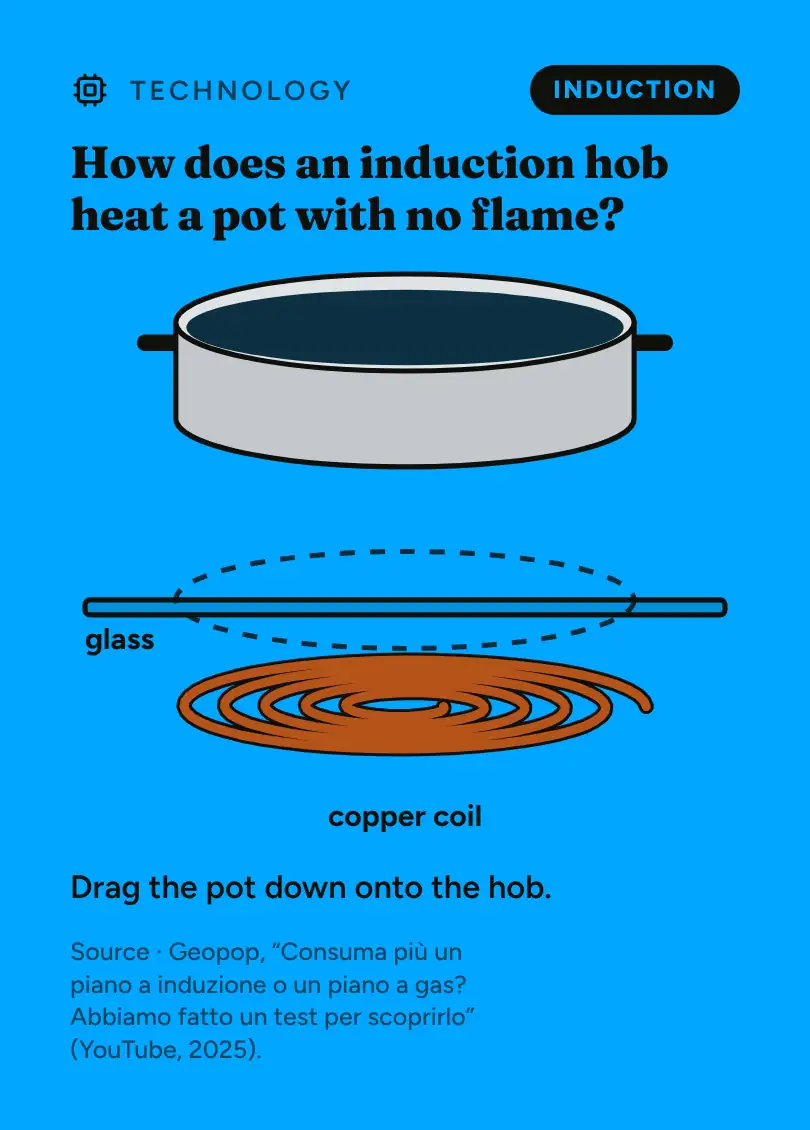 TECHNOLOGY
INDUCTION
How does an induction hob
heat a pot with no flame?
glass
copper coil
Drag the pot down onto the hob.
Source · Geopop, “Consuma più un
piano a induzione o un piano a gas?
Abbiamo fatto un test per scoprirlo”
(YouTube, 2025).